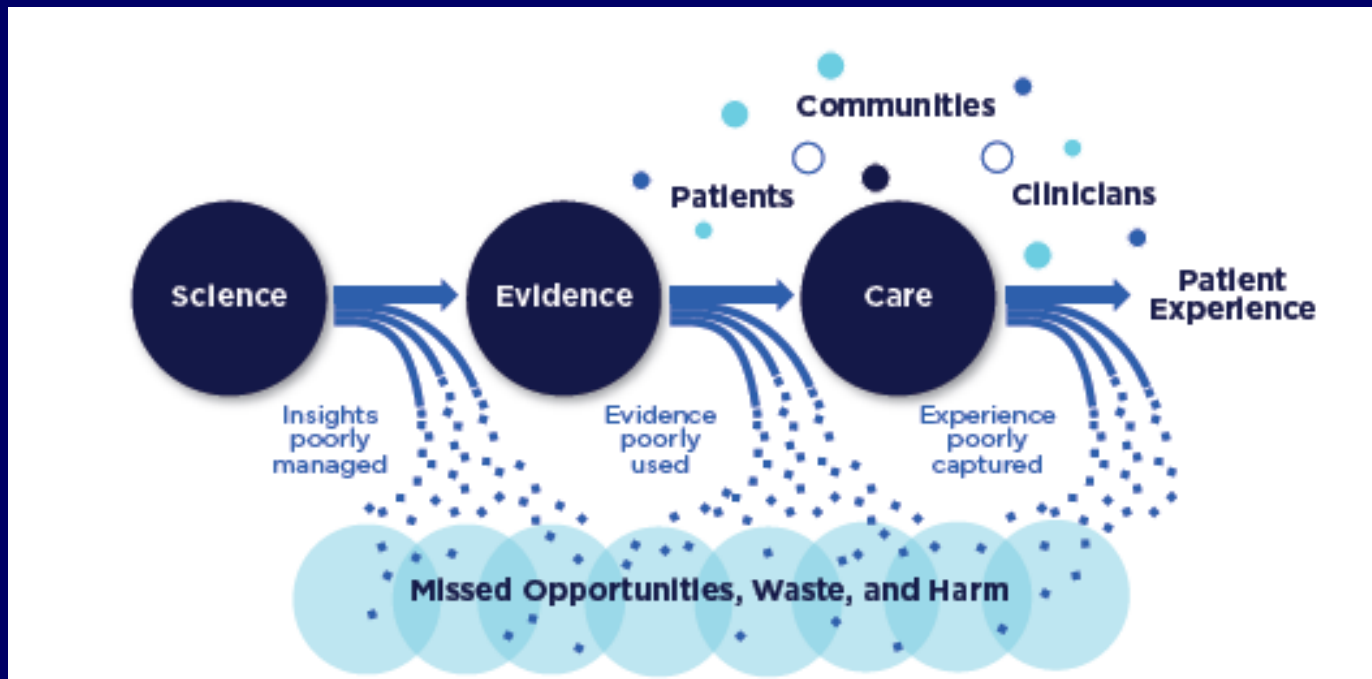 Communities
Patients
Clinicians
Science
Evidence
Care
Patient
Experience
Insights
poorly
managed
Evidence
poorly
used
Experience
poorly
captured
Missed Opportunities, Waste, and Harm